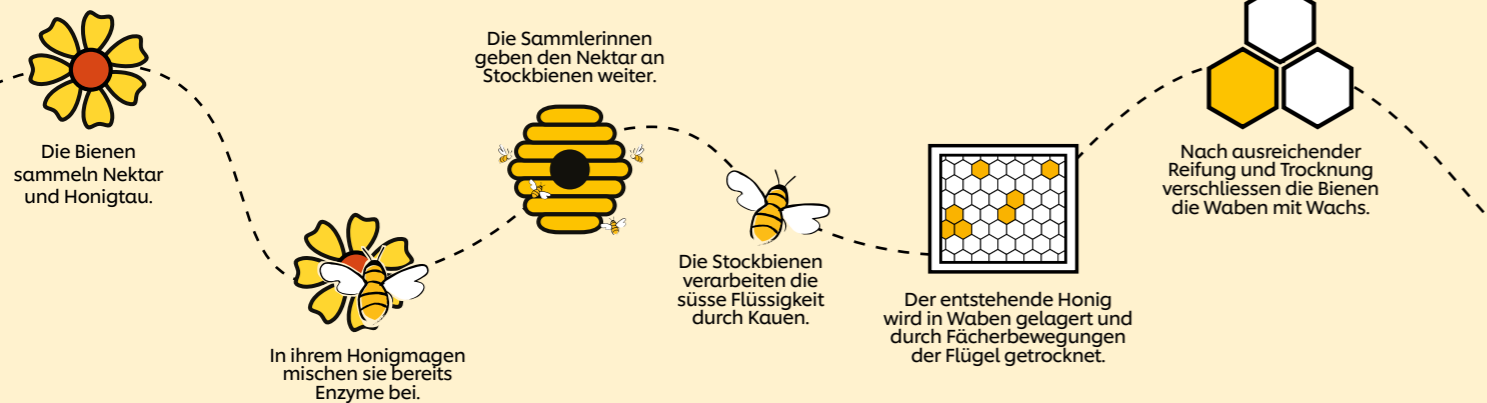 Die Bienen
sammeln Nektar
und Honigtau.
In ihrem Honigmagen
mischen sie bereits
Enzyme bei.
Die Sammlerinnen
geben den Nektar an
Stockbienen weiter.
Die Stockbienen
verarbeiten die
süsse Flüssigkeit
durch Kauen.
Der entstehende Honig
wird in Waben gelagert und
durch Fächerbewegungen
der Flügel getrocknet.
Nach ausreichender
Reifung und Trocknung
verschliessen die Bienen
die Waben mit Wachs.